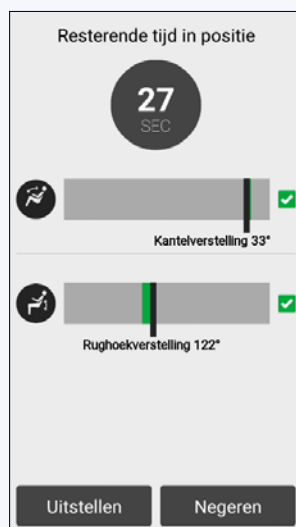 Resterende tijd in positie
27
SEC
Kantelverstelling 33°
Rughoekverstelling 122°
Uitstellen Negeren